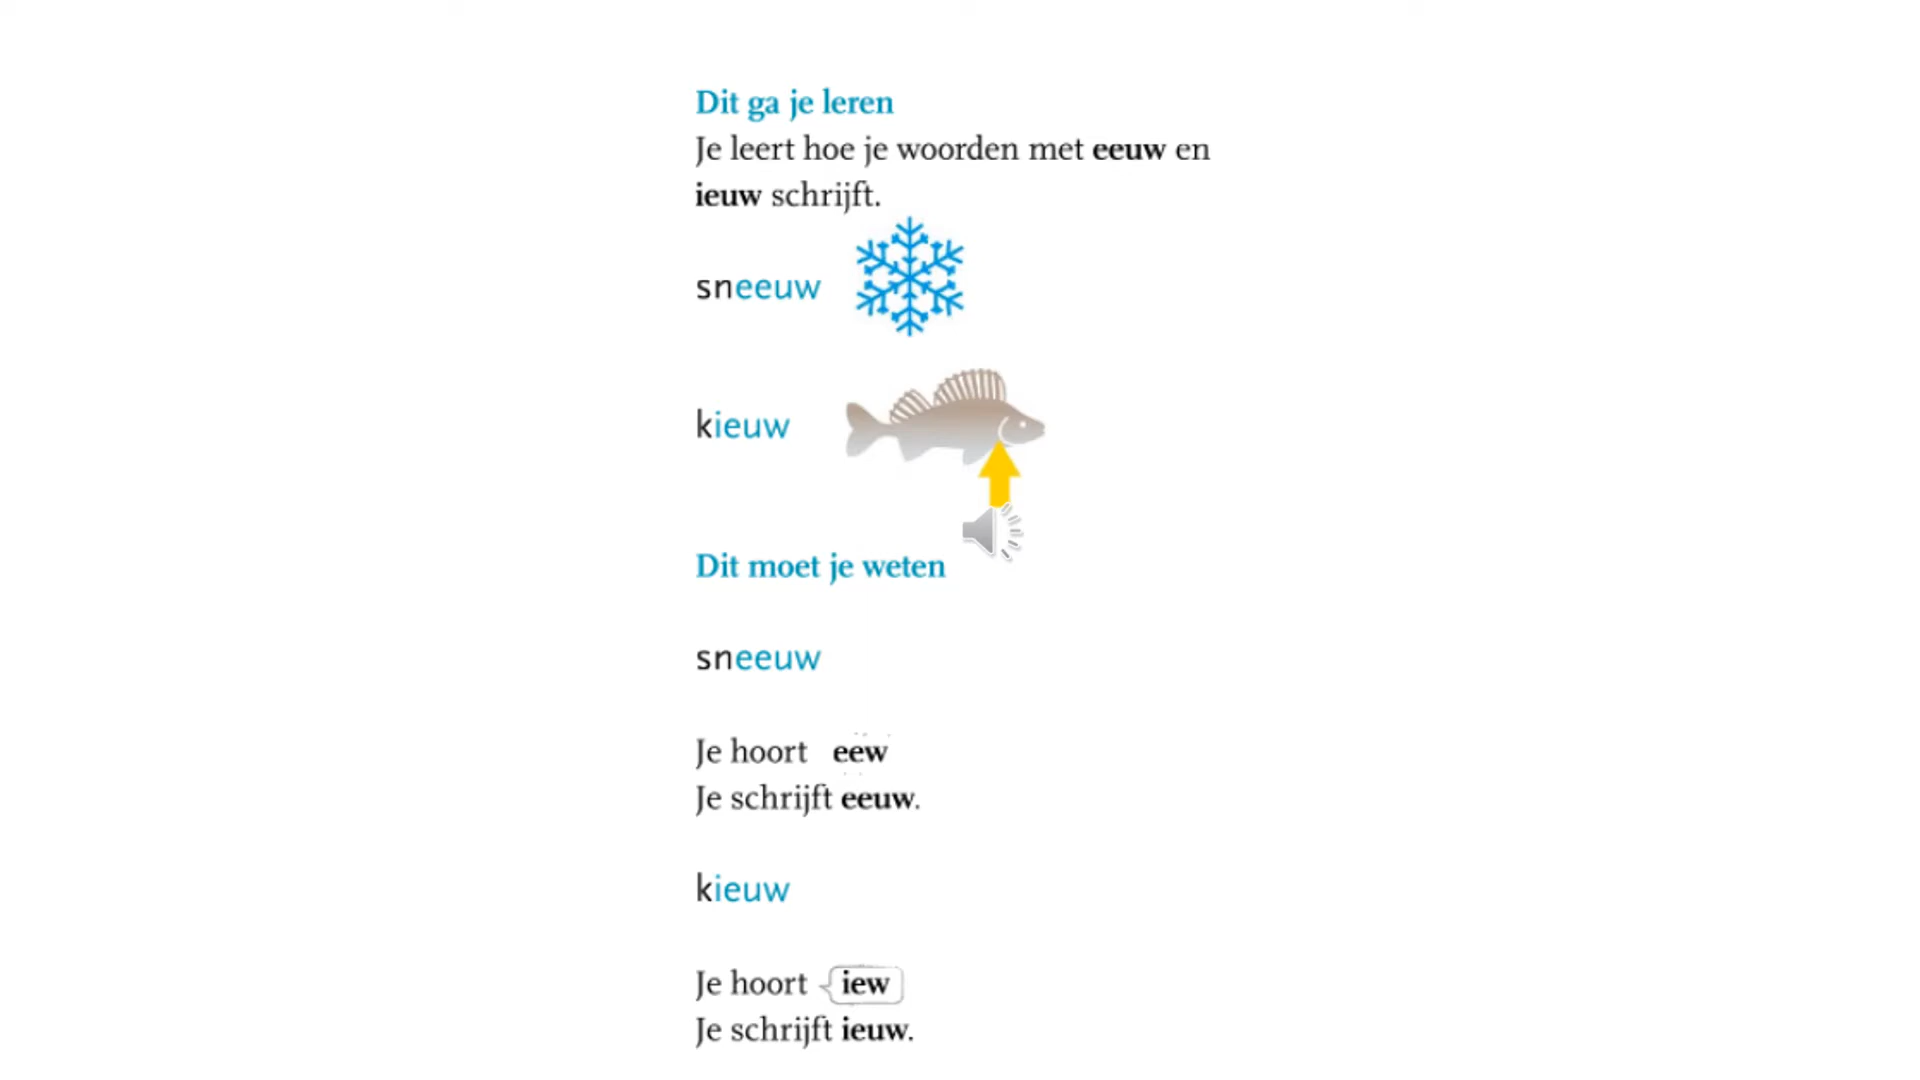 Dit ga je leren
Je leert hoe je woorden met eeuw en
ieuw schrijft.
sneeuw
kieuw
Dit moet je weten
sneeuw
Je hoort eew
Je schrijft eeuw.
kieuw
Je hoort iew
Je schrijft ieuw.